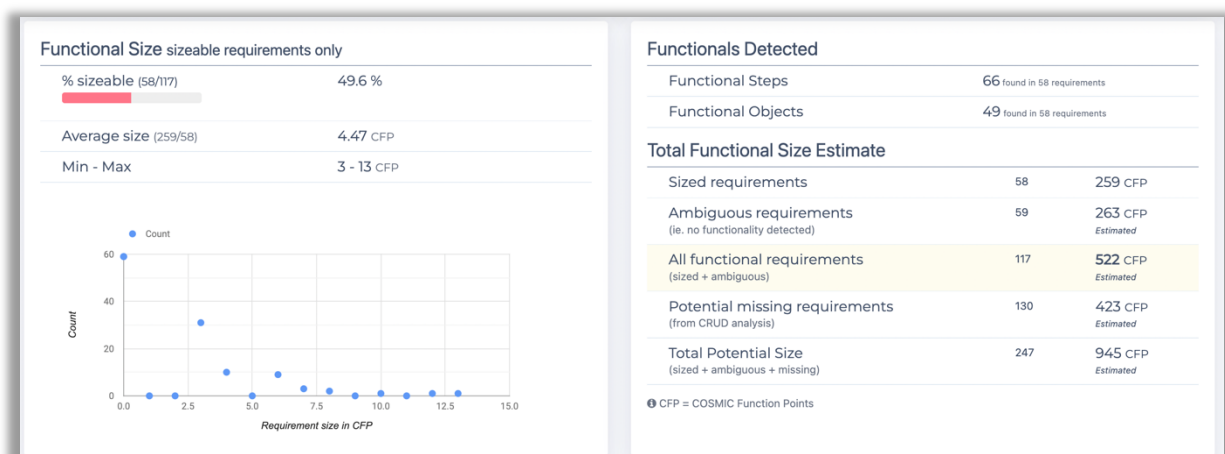 Functional Size sizeable requirements only
% sizeable (58/117) 49.6 %
Average size (259/58) 4.47 CFP
Min - Max 3 - 13 CFP
Count
60
40
20
0
Count
0.0 2.5 5.0 7.5 10.0 12.5 15.0
Requirement size in CFP
Functionals Detected
Functional Steps 66 found in 58 requirements
Functional Objects 49 found in 58 requirements
Total Functional Size Estimate
Sized requirements 58 259 CFP
Ambiguous requirements 59 263 CFP
(ie. no functionality detected) Estimated
All functional requirements 117 522 CFP
(sized + ambiguous) Estimated
Potential missing requirements 130 423 CFP
(from CRUD analysis) Estimated
Total Potential Size 247 945 CFP
(sized + ambiguous + missing) Estimated
CFP = COSMIC Function Points